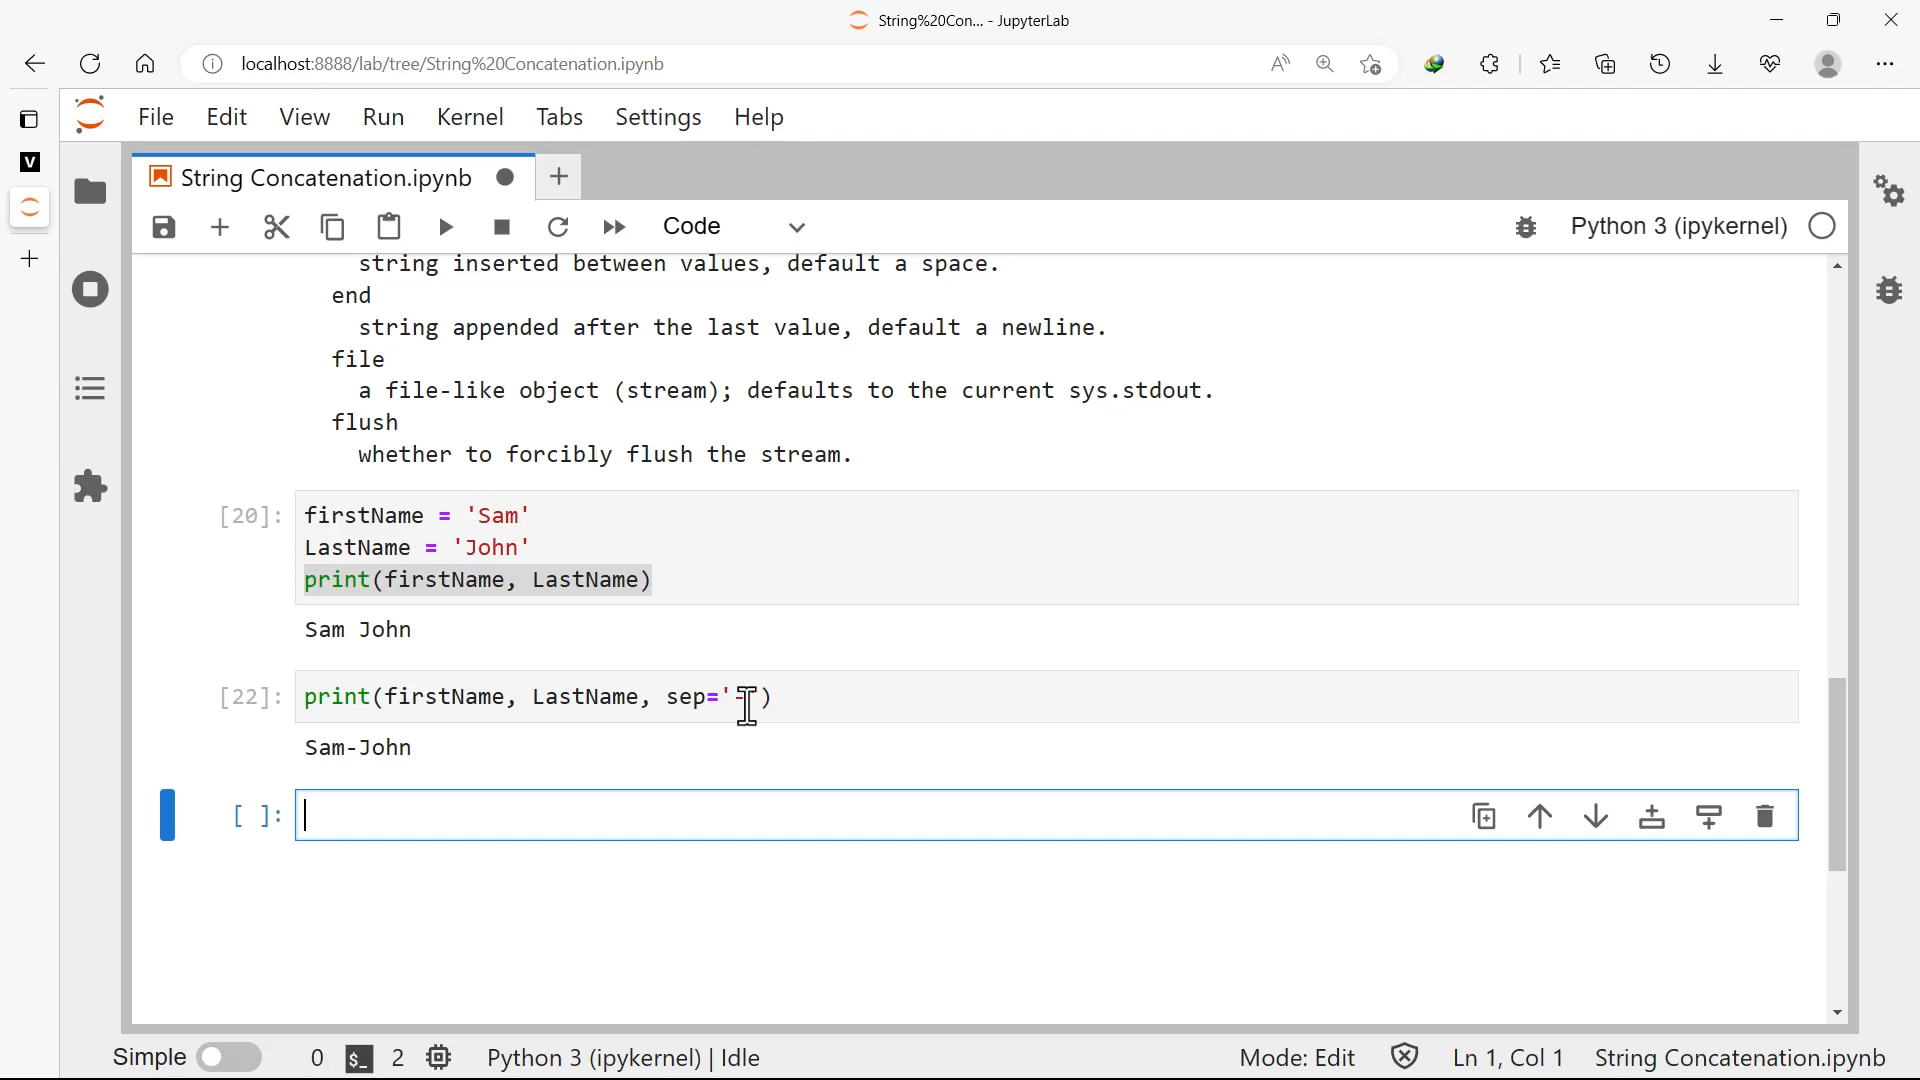 String%20Con... - JupyterLab
localhost:8888/lab/tree/String%20Concatenation.ipynb
File Edit View Run Kernel Tabs Settings Help
V
String Concatenation.ipynb
Code
Python 3 (ipykernel)
string inserted between values, default a space.
end
string appended after the last value, default a newline.
file
a file-like object (stream); defaults to the current sys.stdout.
flush
whether to forcibly flush the stream.
[20]: firstName = 'Sam'
LastName = 'John'
print(firstName, LastName)
Sam John
[22]: print(firstName, LastName, sep='-')
Sam-John
[ ]:
Simple 0 $_ 2 Python 3 (ipykernel) | Idle Mode: Edit Ln 1, Col 1 String Concatenation.ipynb